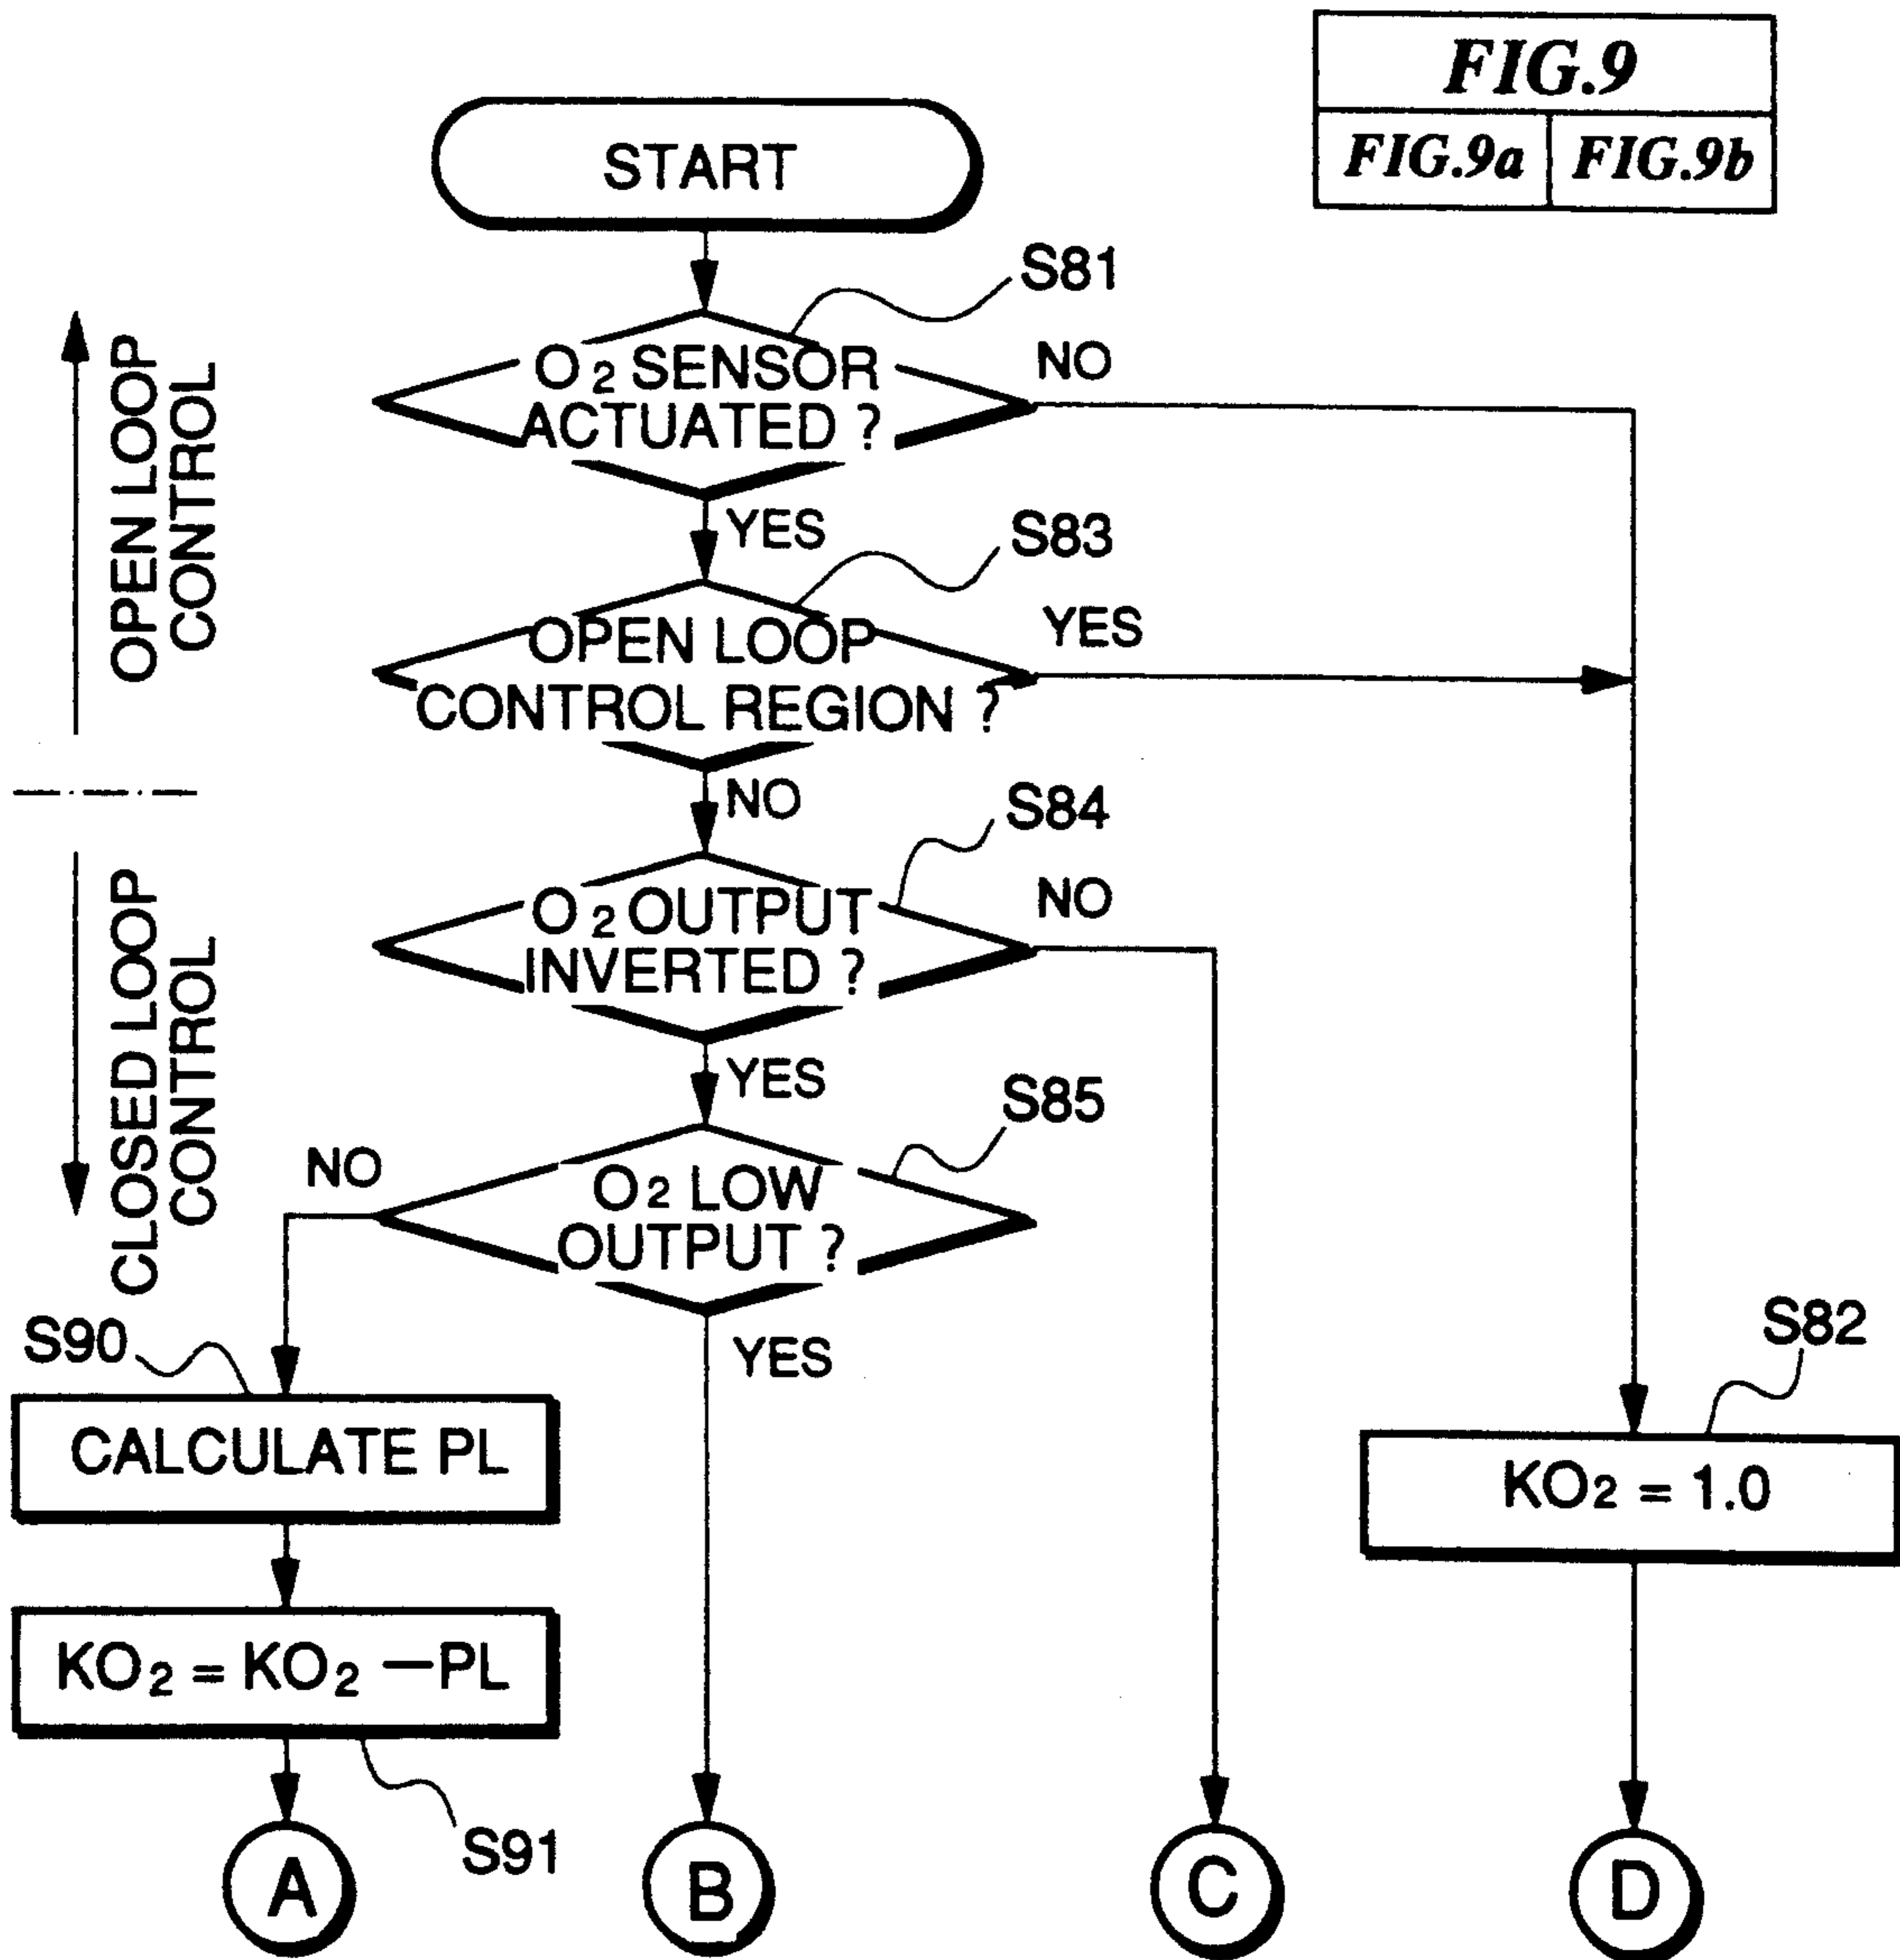 FIG.9
FIG.9a FIG.9b
START
S81
O2 SENSOR
ACTUATED ?
NO
YES
OPEN LOOP
CONTROL
S83
OPEN LOOP
CONTROL REGION ?
YES
NO
S84
O2 OUTPUT
INVERTED ?
NO
YES
CLOSED LOOP
CONTROL
S85
O2 LOW
OUTPUT ?
NO
YES
S90
CALCULATE PL
S82
KO2 = 1.0
KO2 = KO2 — PL
S91
A
B
C
D